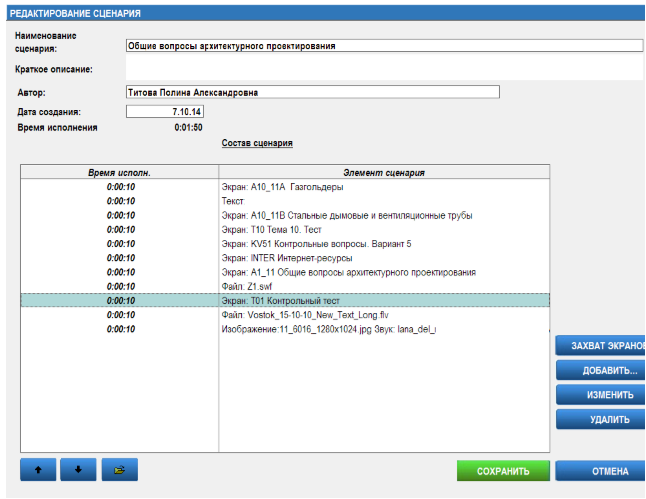 РЕДАКТИРОВАНИЕ СЦЕНАРИЯ
Наименование
сценария:
Общие вопросы архитектурного проектирования
Краткое описание:
Автор:
Титова Полина Александровна
Дата создания:
7.10.14
Время исполнения
0:01:50
Состав сценария
Время исполн. Элемент сценария
0:00:10 Экран: A10_11A Газгольдеры
0:00:10 Текст
0:00:10 Экран: A10_11B Стальные дымовые и вентиляционные трубы
0:00:10 Экран: T10 Тема 10. Тест
0:00:10 Экран: KV51 Контрольные вопросы. Вариант 5
0:00:10 Экран: INTER Интернет-ресурсы
0:00:10 Экран: A1_11 Общие вопросы архитектурного проектирования
0:00:10 Файл: Z1.swf
0:00:10 Экран: T01 Контрольный тест
0:00:10 Файл: Vostok_15-10-10_New_Text_Long.flv
0:00:10 Изображение:11_6016_1280x1024.jpg Звук: lana_del_
ЗАХВАТ ЭКРАНОВ
ДОБАВИТЬ...
ИЗМЕНИТЬ
УДАЛИТЬ
СОХРАНИТЬ
ОТМЕНА